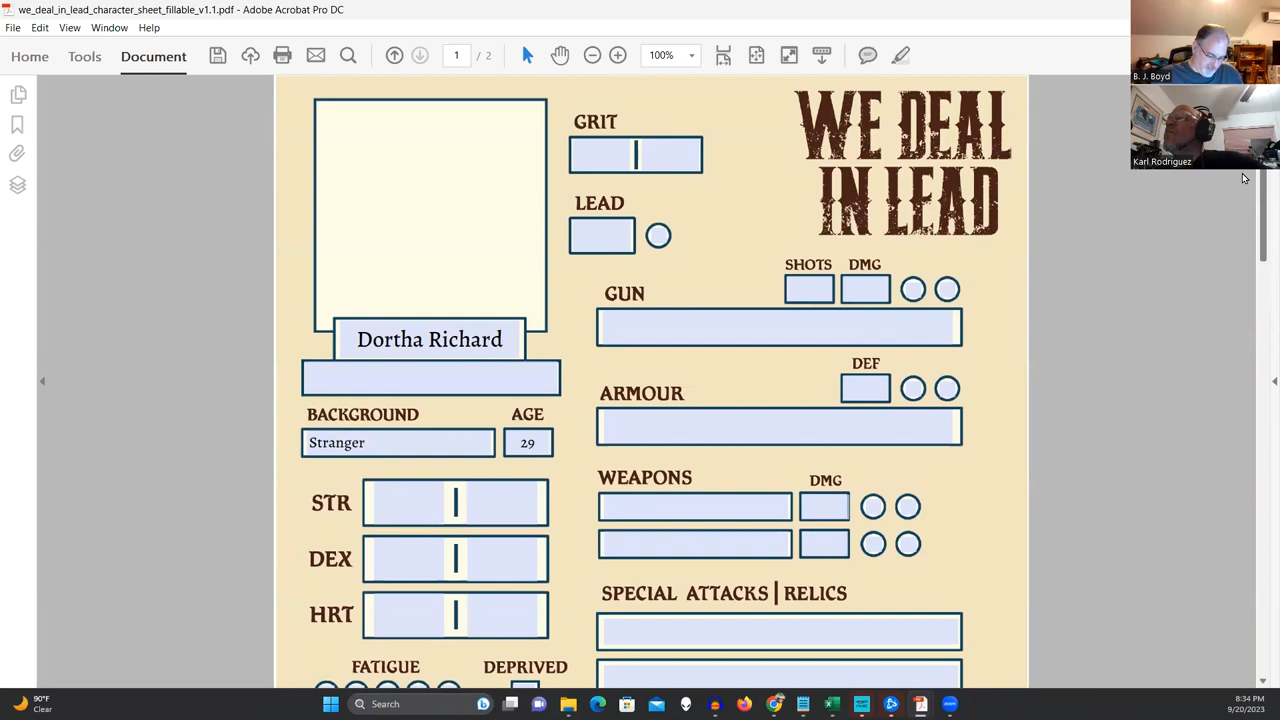 we_deal_in_lead_character_sheet_fillable_v1.1.pdf - Adobe Acrobat Pro DC
File Edit View Window Help
Home Tools Document
1 / 2
100%
B. J. Boyd
Karl Rodriguez
WE DEAL
IN LEAD
GRIT
LEAD
SHOTS DMG
GUN
Dortha Richard
DEF
ARMOUR
BACKGROUND AGE
Stranger 29
WEAPONS DMG
STR
DEX
HRT
SPECIAL ATTACKS | RELICS
FATIGUE DEPRIVED
90°F
Clear
Search
8:34 PM
9/20/2023